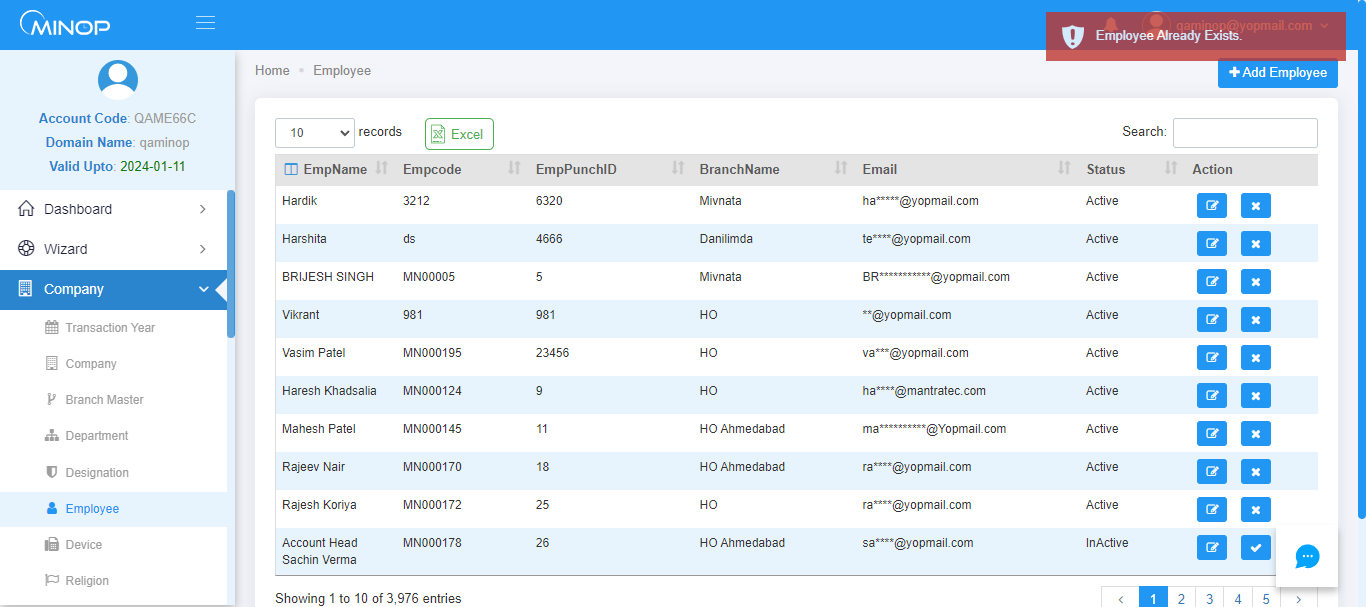 MINOP
qaminop@yopmail.com
Employee Already Exists.
Account Code: QAME66C
Domain Name: qaminop
Valid Upto: 2024-01-11
Dashboard
Wizard
Company
Transaction Year
Company
Branch Master
Department
Designation
Employee
Device
Religion
Home • Employee
Add Employee
10 records Excel Search:
EmpName Empcode EmpPunchID BranchName Email Status Action
Hardik 3212 6320 Mivnata ha*****@yopmail.com Active
Harshita ds 4666 Danilimda te****@yopmail.com Active
BRIJESH SINGH MN00005 5 Mivnata BR***********@yopmail.com Active
Vikrant 981 981 HO **@yopmail.com Active
Vasim Patel MN000195 23456 HO va***@yopmail.com Active
Haresh Khadsalia MN000124 9 HO ha****@mantratec.com Active
Mahesh Patel MN000145 11 HO Ahmedabad ma**********@Yopmail.com Active
Rajeev Nair MN000170 18 HO Ahmedabad ra****@yopmail.com Active
Rajesh Koriya MN000172 25 HO ra****@yopmail.com Active
Account Head MN000178 26 HO Ahmedabad sa****@yopmail.com InActive
Sachin Verma
Showing 1 to 10 of 3,976 entries
‹ 1 2 3 4 5 ›